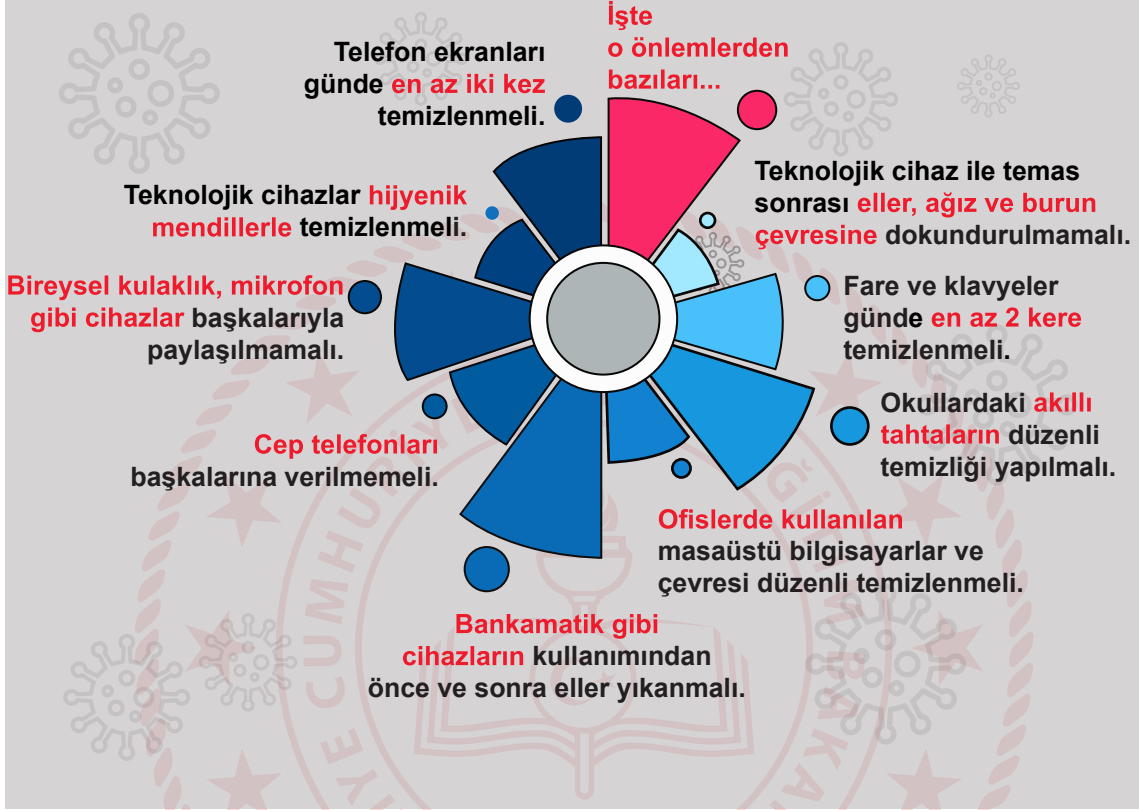 İşte
o önlemlerden
bazıları...
Teknolojik cihaz ile temas
sonrası eller, ağız ve burun
çevresine dokundurulmamalı.
Fare ve klavyeler
günde en az 2 kere
temizlenmeli.
Okullardaki akıllı
tahtaların düzenli
temizliği yapılmalı.
Ofislerde kullanılan
masaüstü bilgisayarlar ve
çevresi düzenli temizlenmeli.
Bankamatik gibi
cihazların kullanımından
önce ve sonra eller yıkanmalı.
Cep telefonları
başkalarına verilmemeli.
Bireysel kulaklık, mikrofon
gibi cihazlar başkalarıyla
paylaşılmamalı.
Teknolojik cihazlar hijyenik
mendillerle temizlenmeli.
Telefon ekranları
günde en az iki kez
temizlenmeli.